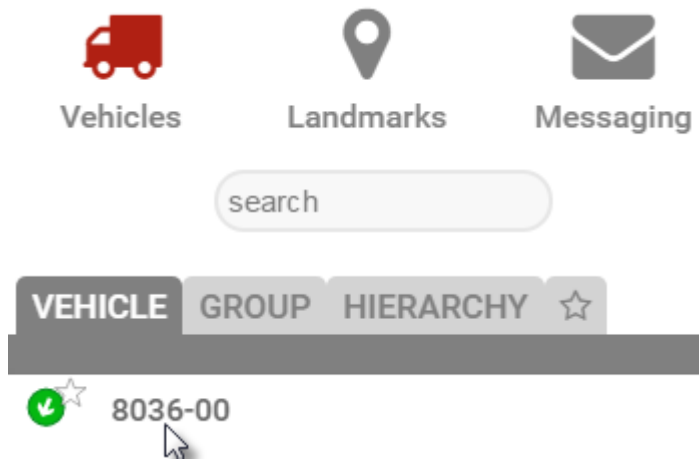 Vehicles Landmarks Messaging
search
VEHICLE GROUP HIERARCHY
8036-00